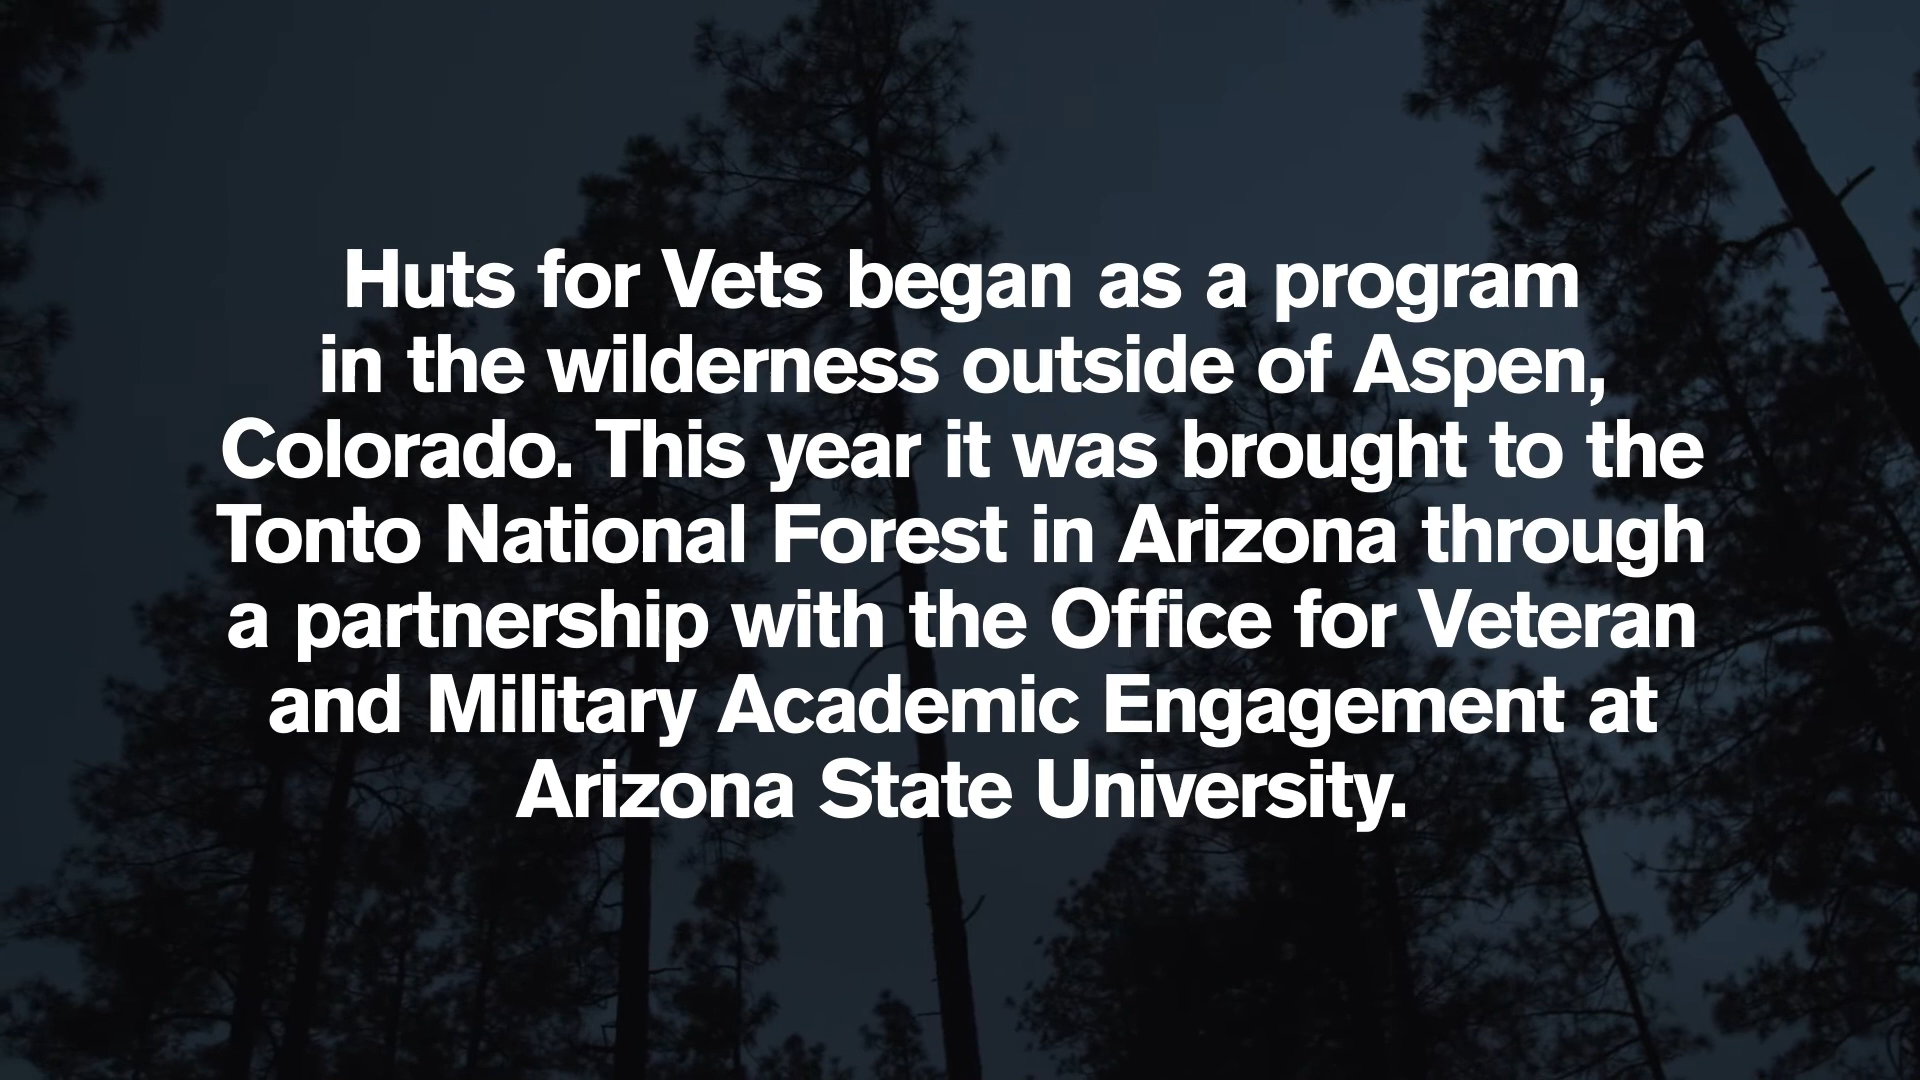 Huts for Vets began as a program
in the wilderness outside of Aspen,
Colorado. This year it was brought to the
Tonto National Forest in Arizona through
a partnership with the Office for Veteran
and Military Academic Engagement at
Arizona State University.